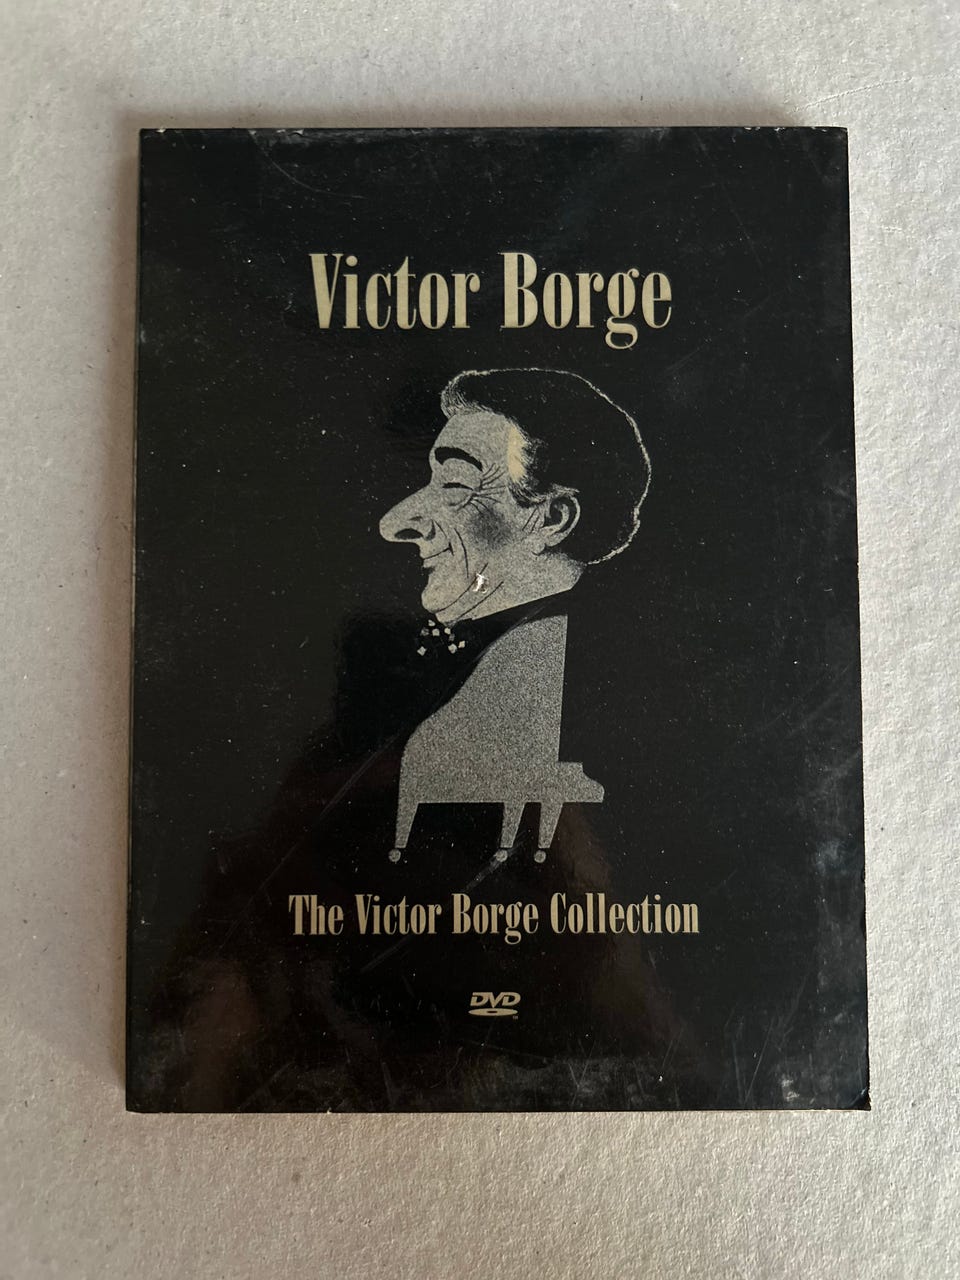 Victor Borge
The Victor Borge Collection
DVD